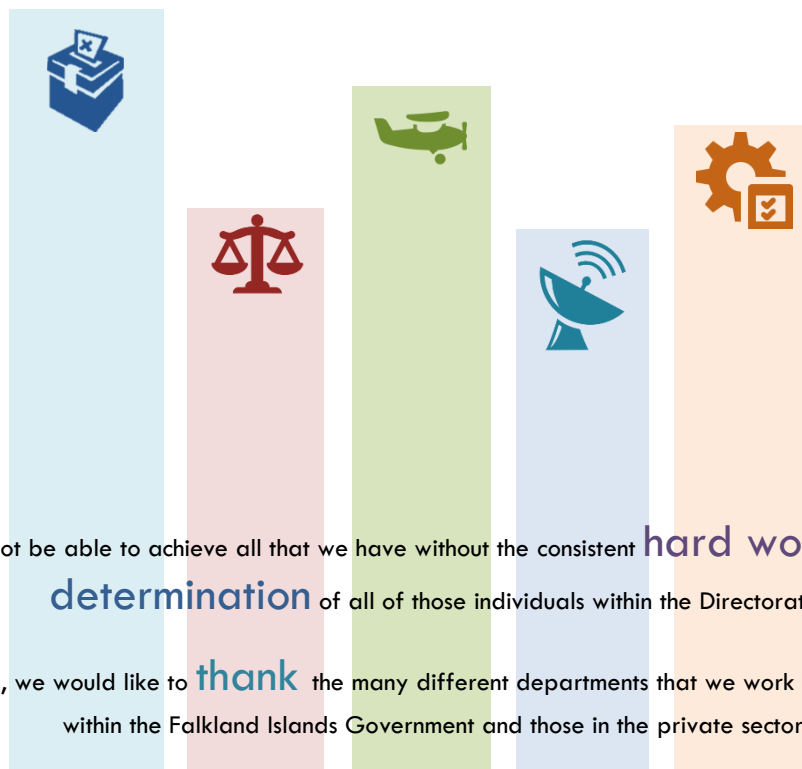 ot be able to achieve all that we have without the consistent hard wo
determination of all of those individuals within the Directorat
, we would like to thank the many different departments that we work
within the Falkland Islands Government and those in the private sector